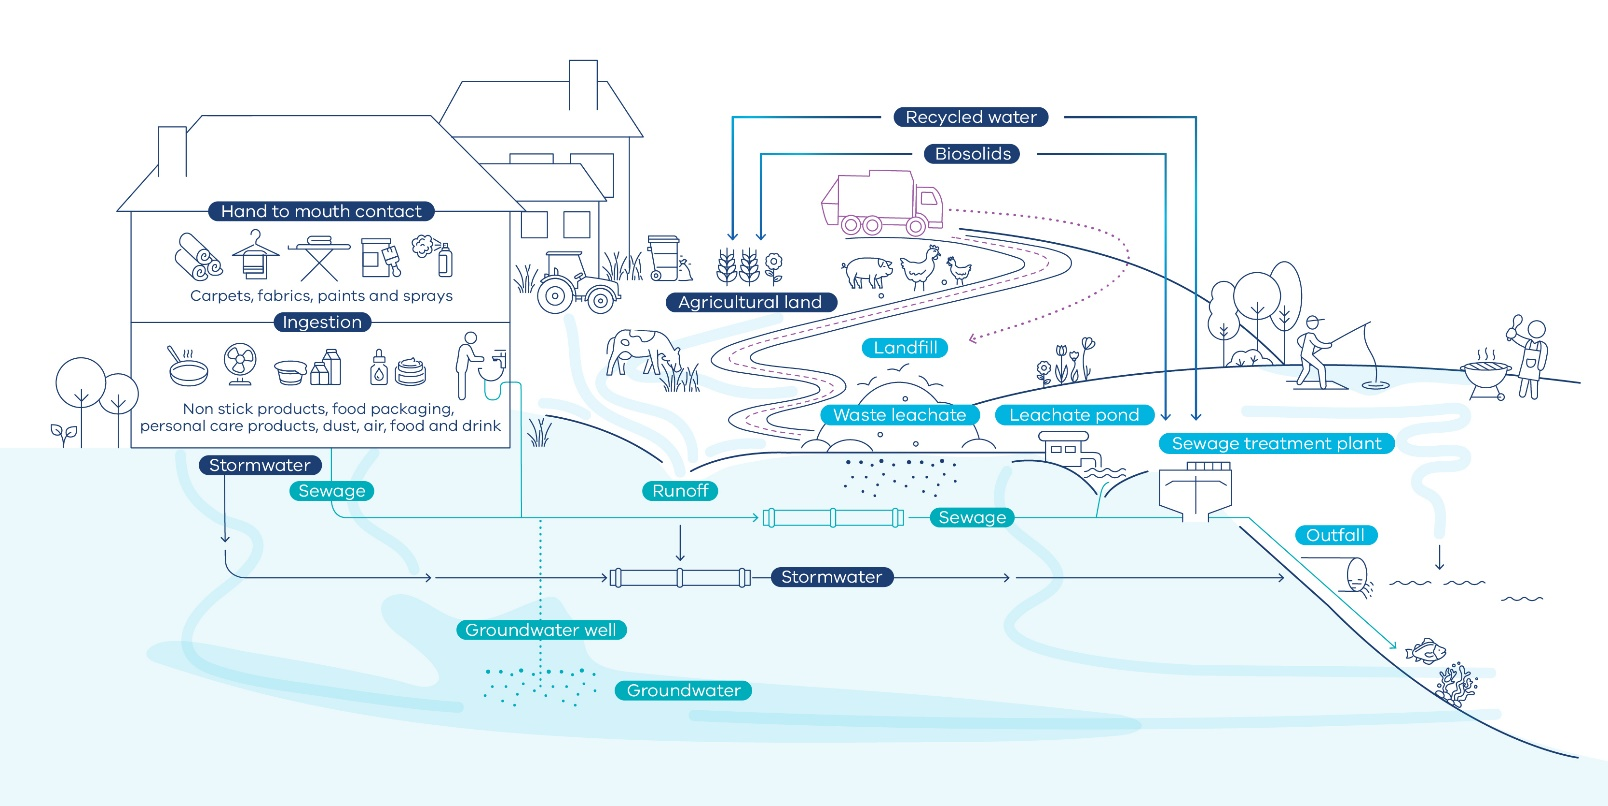 Recycled water
Biosolids
Hand to mouth contact
Carpets, fabrics, paints and sprays
Agricultural land
Ingestion
Landfill
Non stick products, food packaging,
personal care products, dust, air, food and drink
Waste leachate
Leachate pond
Sewage treatment plant
Stormwater
Sewage
Runoff
Sewage
Outfall
Stormwater
Groundwater well
Groundwater